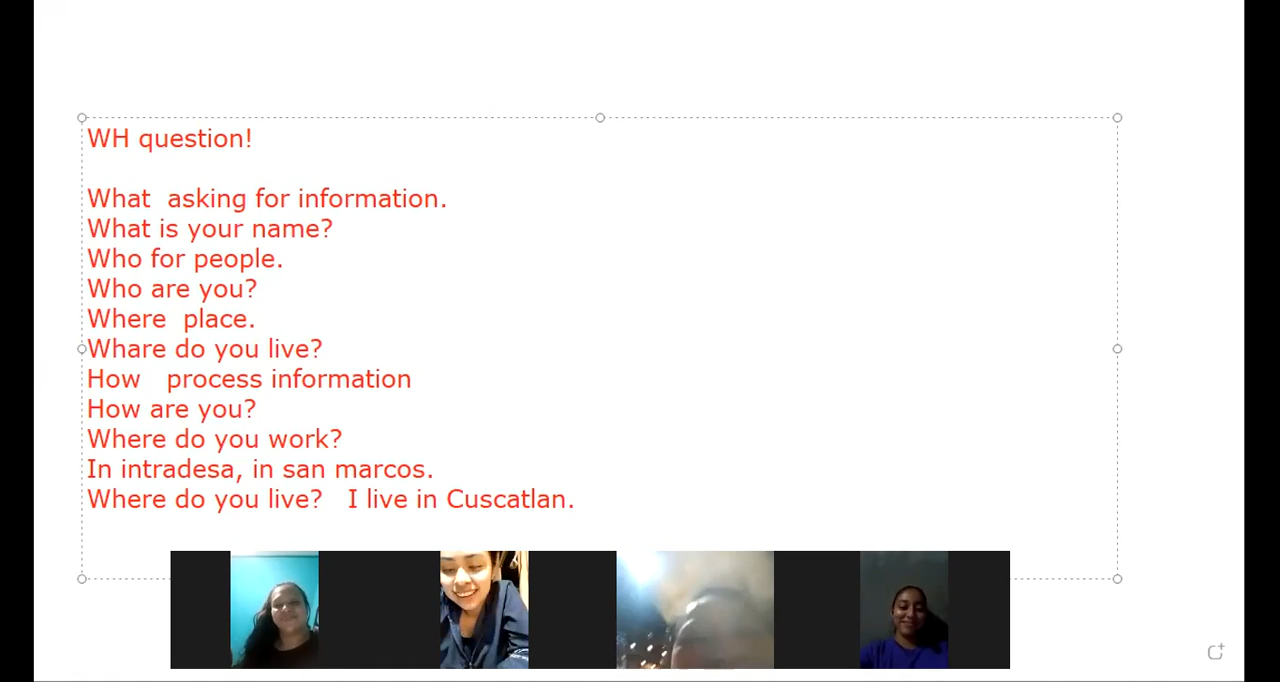 WH question!
What asking for information.
What is your name?
Who for people.
Who are you?
Where place.
Whare do you live?
How process information
How are you?
Where do you work?
In intradesa, in san marcos.
Where do you live? I live in Cuscatlan.